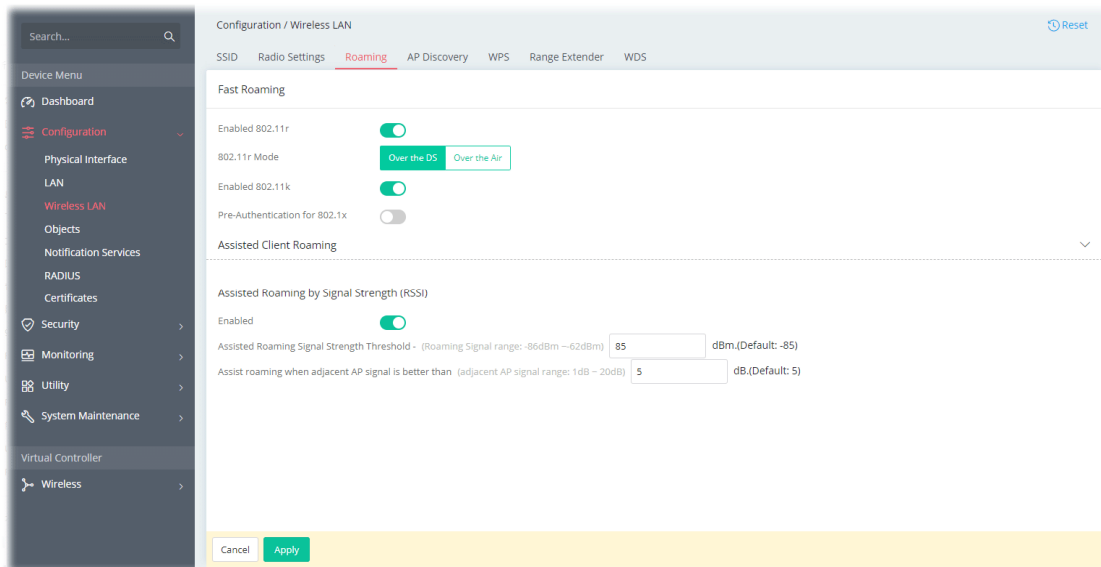 Search...
Device Menu
Dashboard
Configuration
Physical Interface
LAN
Wireless LAN
Objects
Notification Services
RADIUS
Certificates
Security
Monitoring
Utility
System Maintenance
Virtual Controller
Wireless
Configuration / Wireless LAN
Reset
SSID Radio Settings Roaming AP Discovery WPS Range Extender WDS
Fast Roaming
Enabled 802.11r
802.11r Mode Over the DS Over the Air
Enabled 802.11k
Pre-Authentication for 802.1x
Assisted Client Roaming
Assisted Roaming by Signal Strength (RSSI)
Enabled
Assisted Roaming Signal Strength Threshold - (Roaming Signal range: -86dBm ~-62dBm) 85 dBm.(Default: -85)
Assist roaming when adjacent AP signal is better than (adjacent AP signal range: 1dB ~ 20dB) 5 dB.(Default: 5)
Cancel Apply